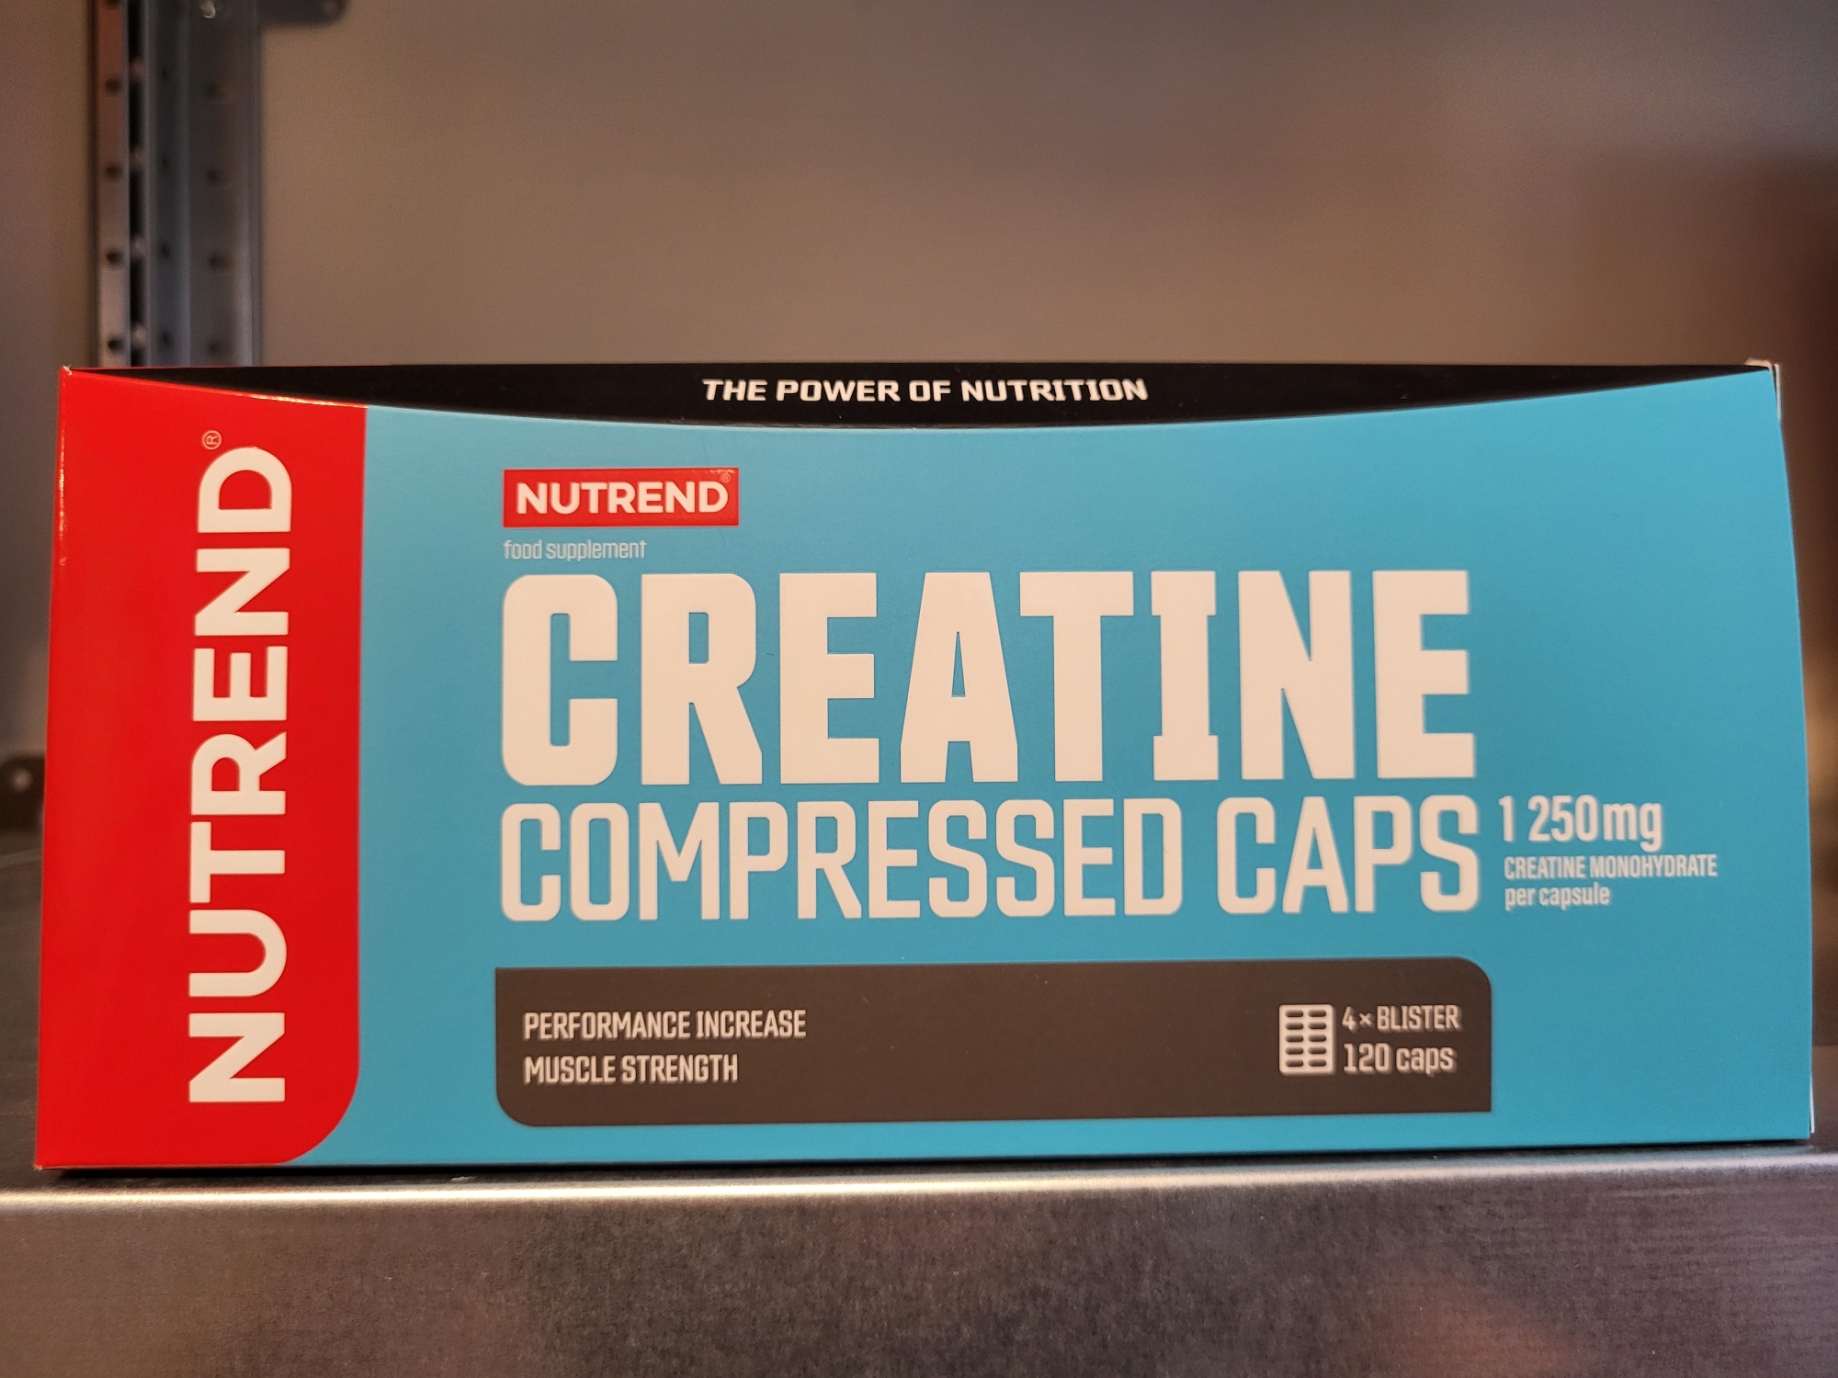 THE POWER OF NUTRITION
NUTREND®
NUTREND®
food supplement
CREATINE
COMPRESSED CAPS
1 250mg
CREATINE MONOHYDRATE
per capsule
PERFORMANCE INCREASE
MUSCLE STRENGTH
4× BLISTER
120 caps